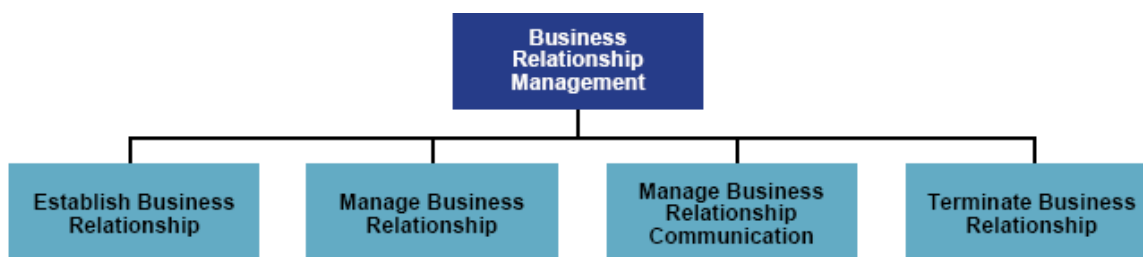 Business
Relationship
Management
Establish Business
Relationship
Manage Business
Relationship
Manage Business
Relationship
Communication
Terminate Business
Relationship